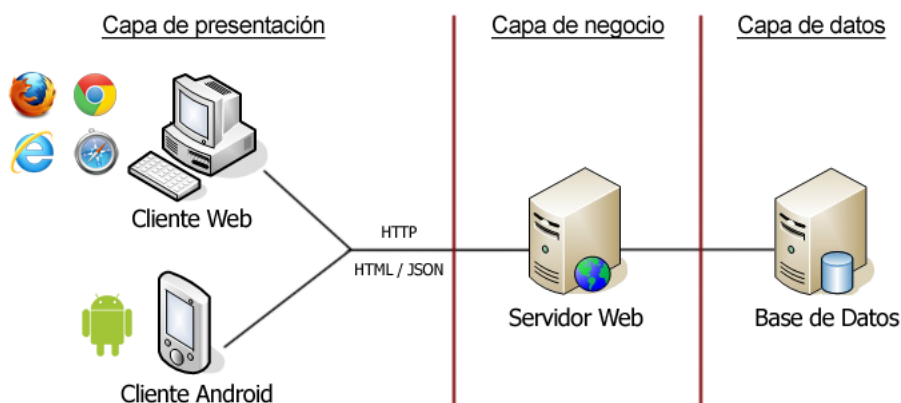 Capa de presentación
Capa de negocio
Capa de datos
Cliente Web
HTTP
HTML / JSON
Servidor Web
Base de Datos
Cliente Android